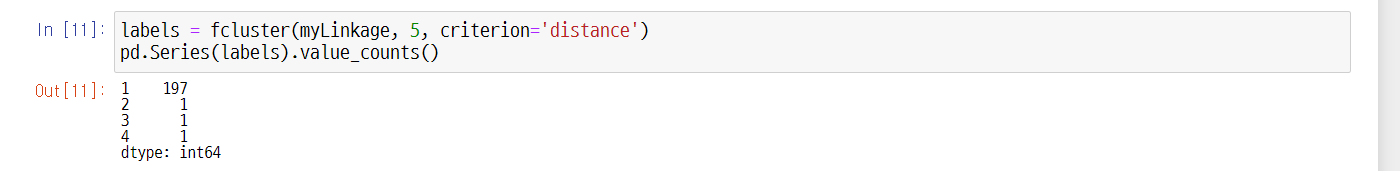 In [11]: labels = fcluster(myLinkage, 5, criterion='distance')
pd.Series(labels).value_counts()
Out[11]: 1    197
2      1
3      1
4      1
dtype: int64